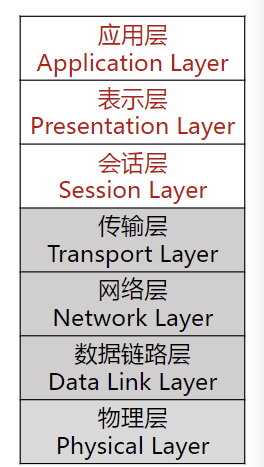 应用层
Application Layer
表示层
Presentation Layer
会话层
Session Layer
传输层
Transport Layer
网络层
Network Layer
数据链路层
Data Link Layer
物理层
Physical Layer